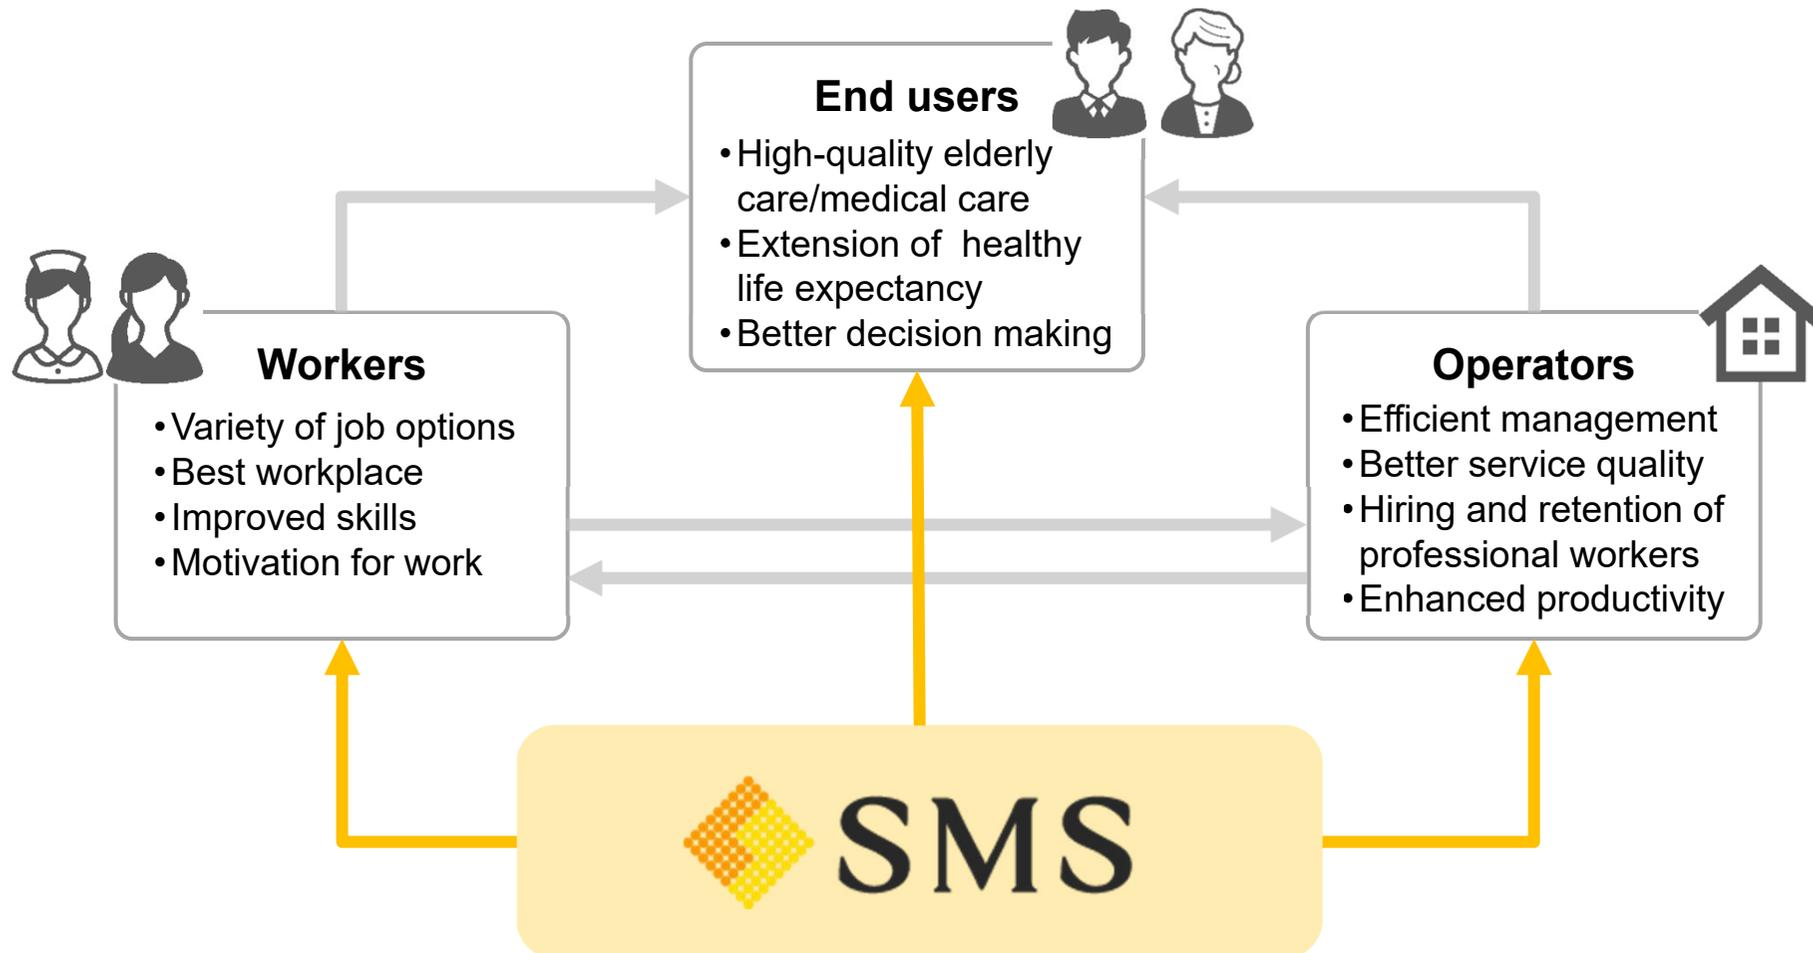 End users
•High-quality elderly
care/medical care
•Extension of  healthy
life expectancy
•Better decision making
Workers
•Variety of job options
•Best workplace
•Improved skills
•Motivation for work
Operators
•Efficient management
•Better service quality
•Hiring and retention of
professional workers
•Enhanced productivity
SMS